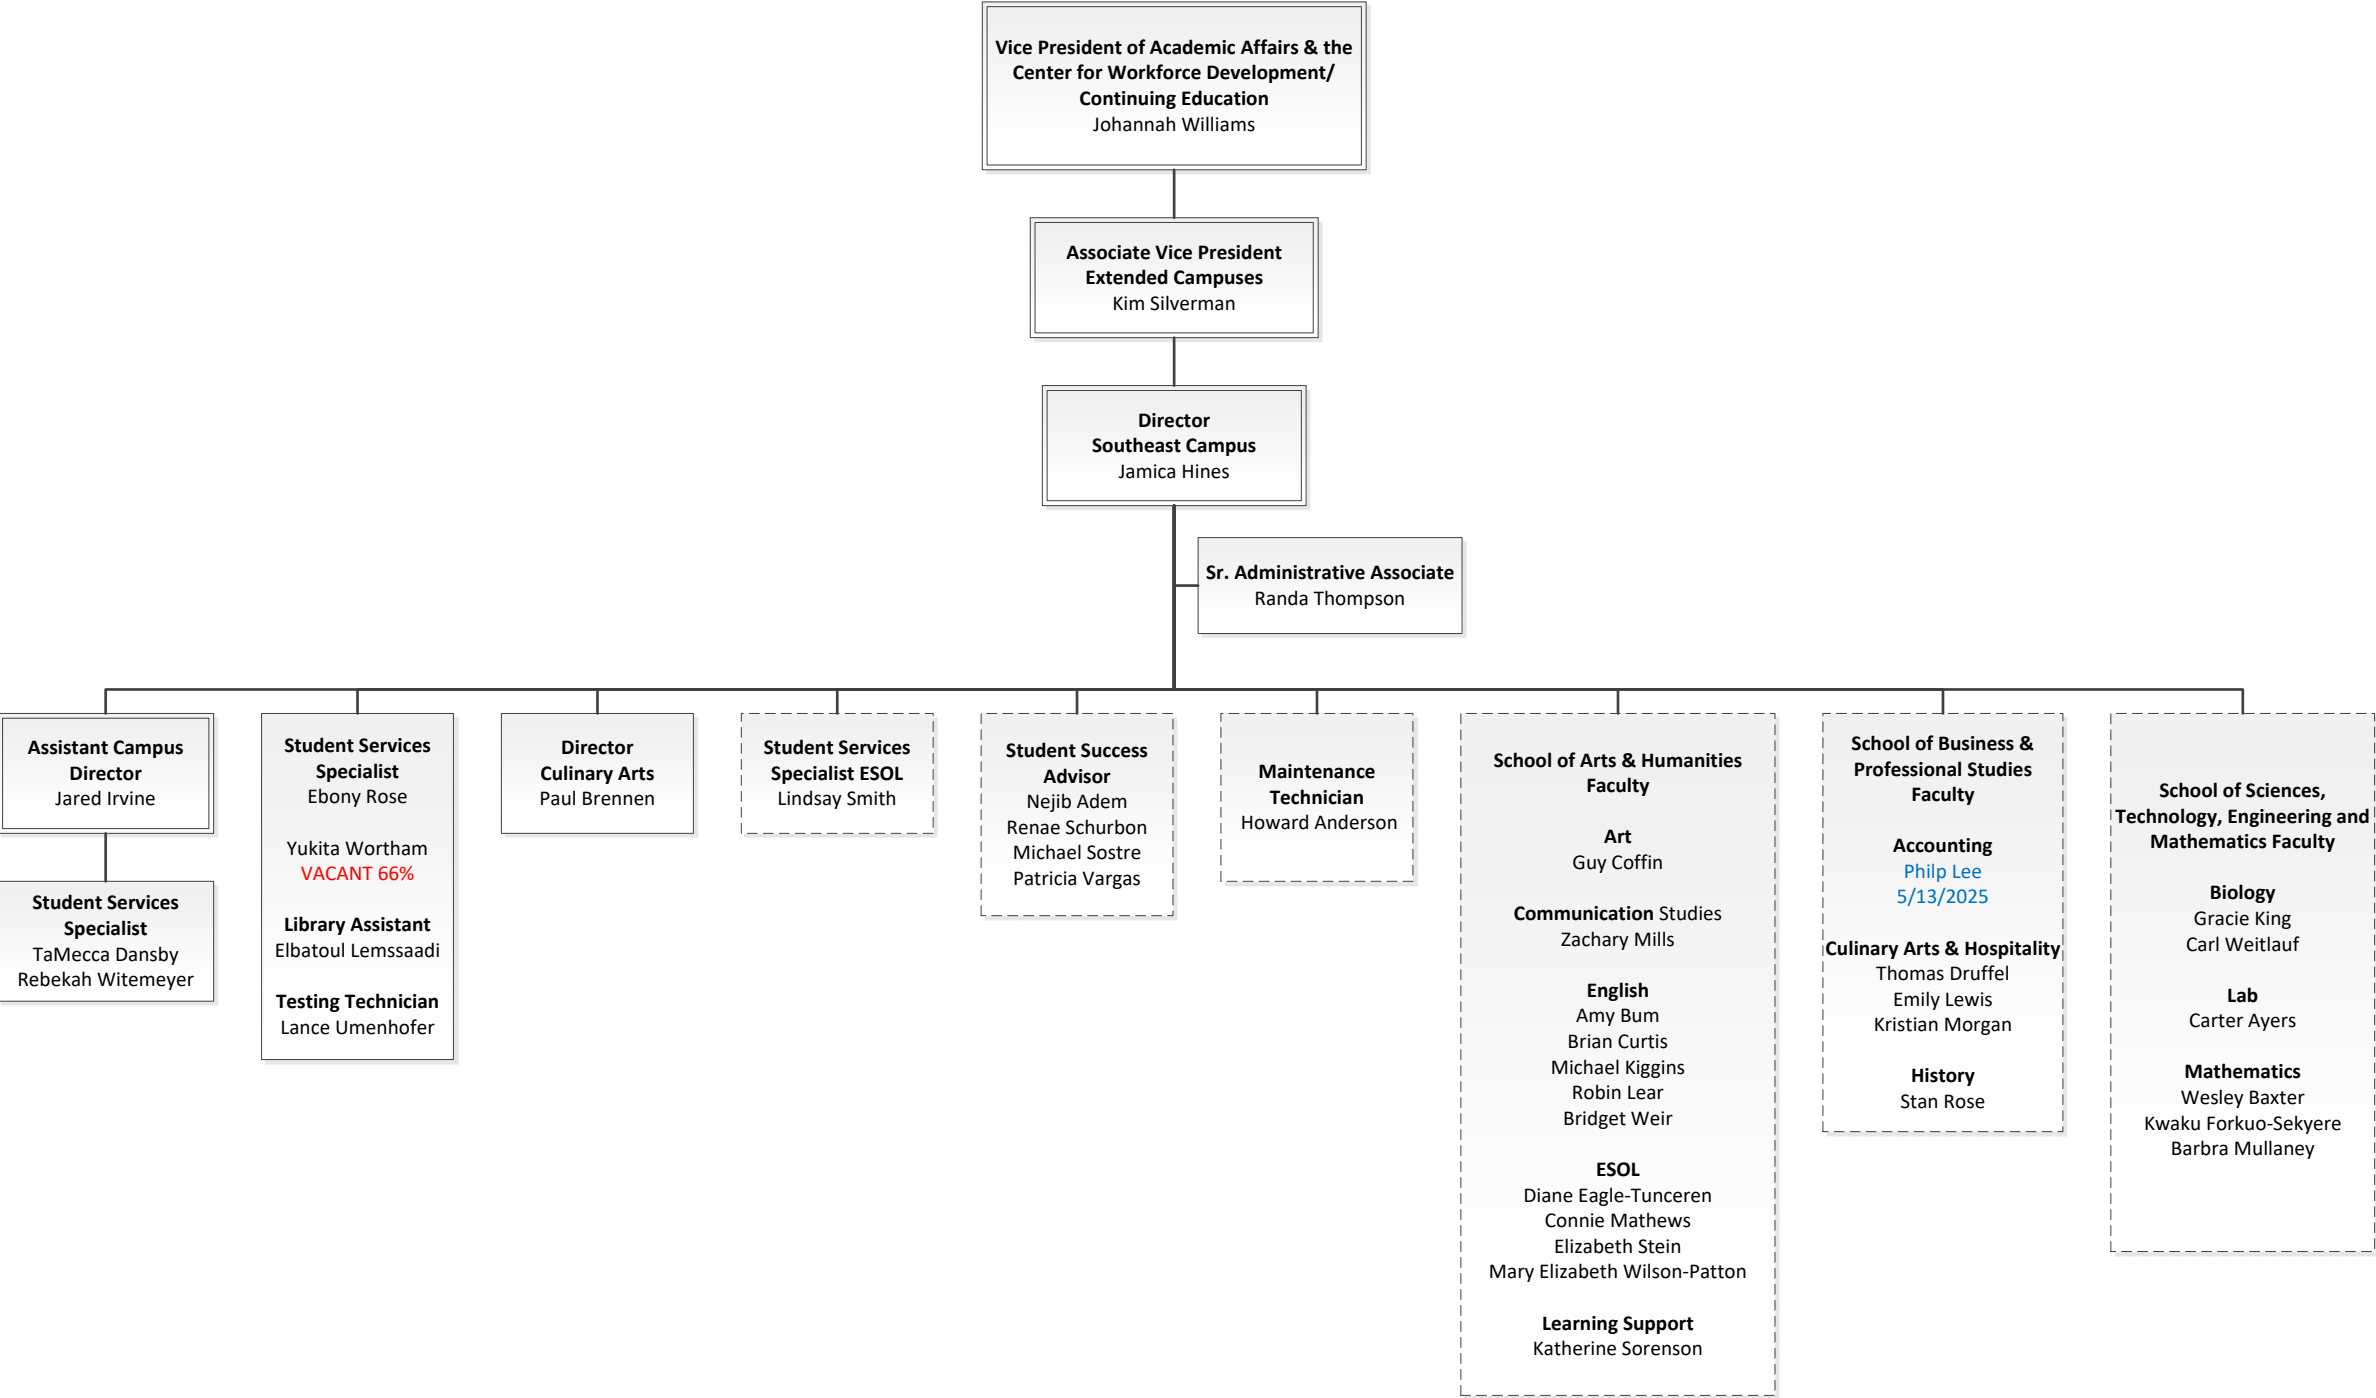 Vice President of Academic Affairs & the
Center for Workforce Development/
Continuing Education
Johannah Williams
Associate Vice President
Extended Campuses
Kim Silverman
Director
Southeast Campus
Jamica Hines
Sr. Administrative Associate
Randa Thompson
Assistant Campus
Director
Jared Irvine
Student Services
Specialist
TaMecca Dansby
Rebekah Witemeyer
Student Services
Specialist
Ebony Rose
Yukita Wortham
VACANT 66%
Library Assistant
Elbatoul Lemssaadi
Testing Technician
Lance Umenhofer
Director
Culinary Arts
Paul Brennen
Student Services
Specialist ESOL
Lindsay Smith
Student Success
Advisor
Nejib Adem
Renae Schurbon
Michael Sostre
Patricia Vargas
Maintenance
Technician
Howard Anderson
School of Arts & Humanities
Faculty
Art
Guy Coffin
Communication Studies
Zachary Mills
English
Amy Bum
Brian Curtis
Michael Kiggins
Robin Lear
Bridget Weir
ESOL
Diane Eagle-Tunceren
Connie Mathews
Elizabeth Stein
Mary Elizabeth Wilson-Patton
Learning Support
Katherine Sorenson
School of Business &
Professional Studies
Faculty
Accounting
Philp Lee
5/13/2025
Culinary Arts & Hospitality
Thomas Druffel
Emily Lewis
Kristian Morgan
History
Stan Rose
School of Sciences,
Technology, Engineering and
Mathematics Faculty
Biology
Gracie King
Carl Weitlauf
Lab
Carter Ayers
Mathematics
Wesley Baxter
Kwaku Forkuo-Sekyere
Barbra Mullaney